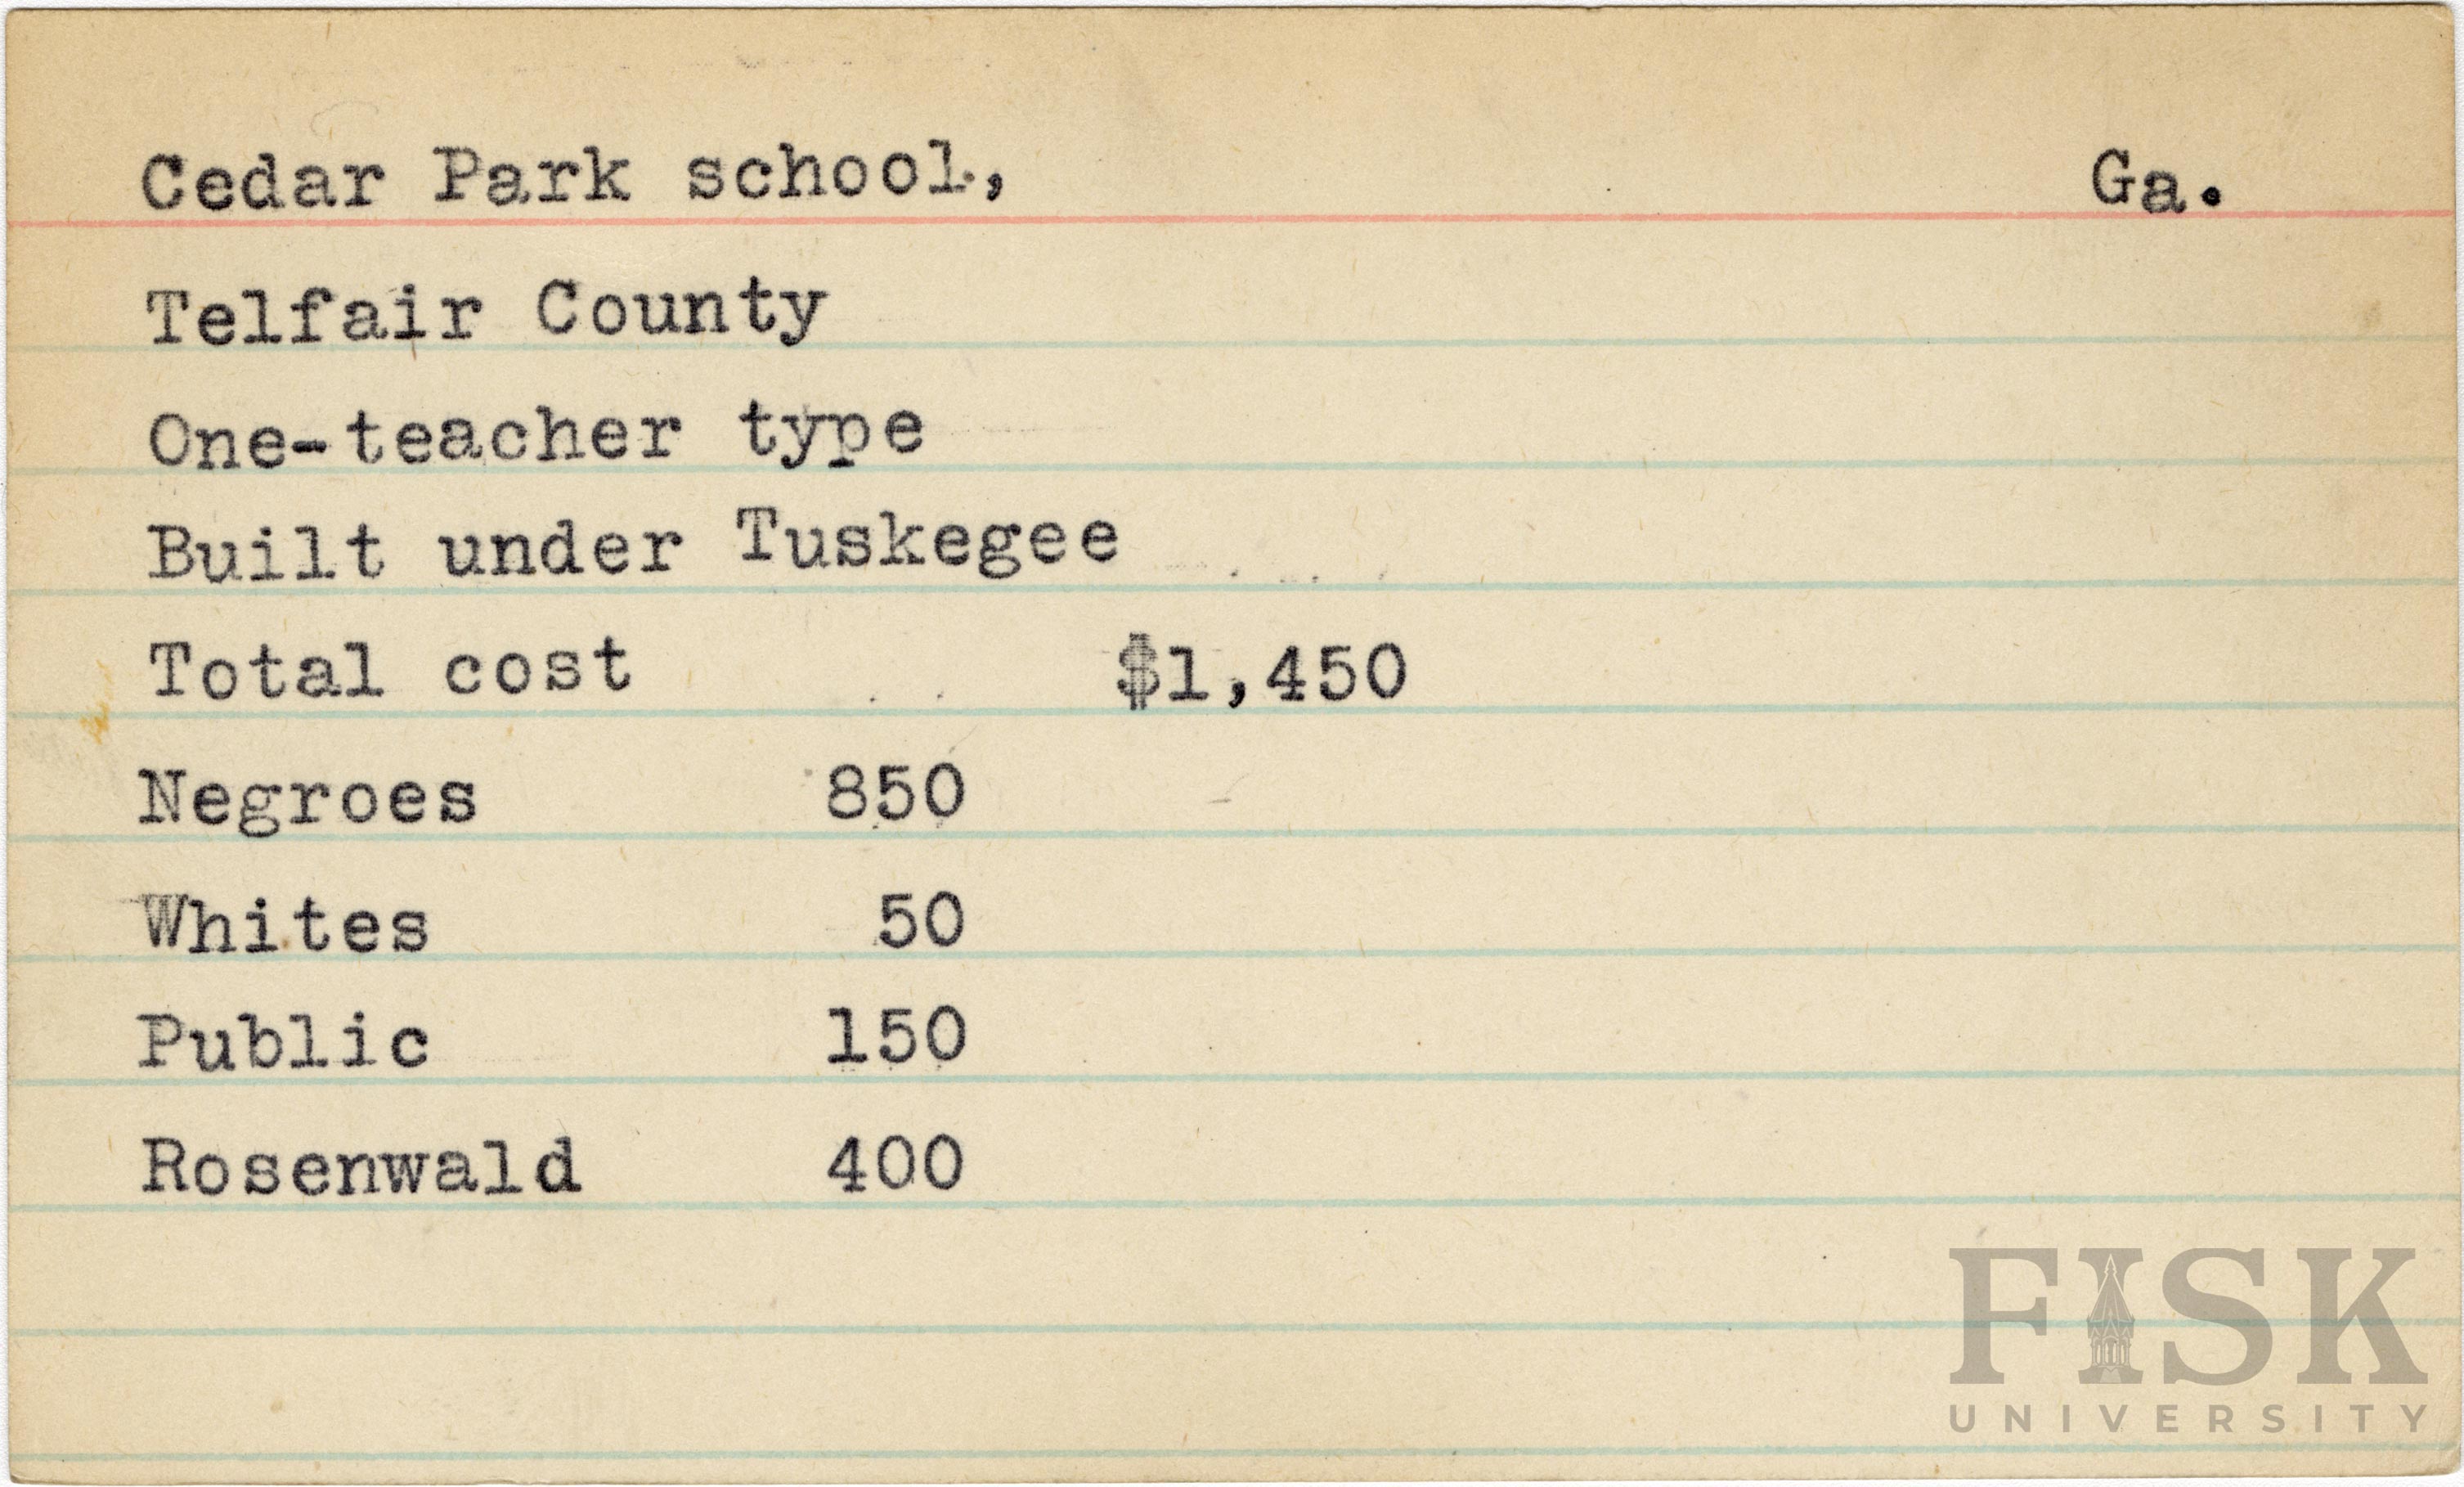 Cedar Park school, Ga.
Telfair County
One-teacher type
Built under Tuskegee
Total cost $1,450
Negroes 850
Whites 50
Public 150
Rosenwald 400
FISK
UNIVERSITY